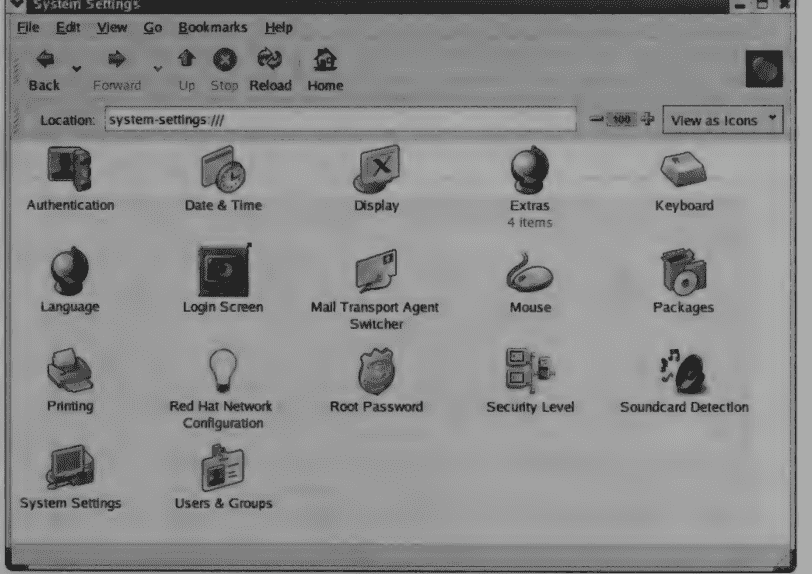 System Settings
File Edit View Go Bookmarks Help
Back Forward Up Stop Reload Home
Location: system-settings:/// 100 View as Icons
Authentication Date & Time Display Extras Keyboard
4 items
Language Login Screen Mail Transport Agent Switcher Mouse Packages
Printing Red Hat Network Configuration Root Password Security Level Soundcard Detection
System Settings Users & Groups